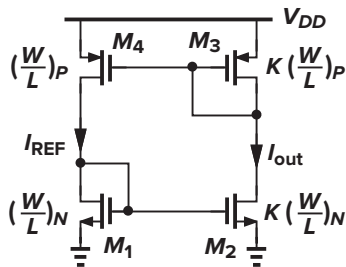 V_DD
M_4 M_3
(W/L)_P K(W/L)_P
I_REF I_out
(W/L)_N K(W/L)_N
M_1 M_2